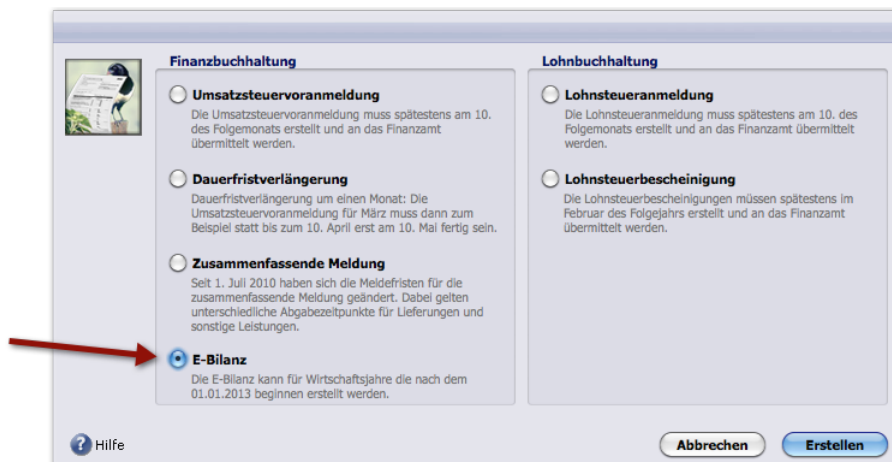 Finanzbuchhaltung
Umsatzsteuervoranmeldung
Die Umsatzsteuervoranmeldung muss spätestens am 10.
des Folgemonats erstellt und an das Finanzamt
übermittelt werden.
Dauerfristverlängerung
Dauerfristverlängerung um einen Monat: Die
Umsatzsteuervoranmeldung für März muss dann zum
Beispiel statt bis zum 10. April erst am 10. Mai fertig sein.
Zusammenfassende Meldung
Seit 1. Juli 2010 haben sich die Meldefristen für die
zusammenfassende Meldung geändert. Dabei gelten
unterschiedliche Abgabezeitpunkte für Lieferungen und
sonstige Leistungen.
E-Bilanz
Die E-Bilanz kann für Wirtschaftsjahre die nach dem
01.01.2013 beginnen erstellt werden.
Lohnbuchhaltung
Lohnsteueranmeldung
Die Lohnsteueranmeldung muss spätestens am 10. des
Folgemonats erstellt und an das Finanzamt übermittelt
werden.
Lohnsteuerbescheinigung
Die Lohnsteuerbescheinigungen müssen spätestens im
Februar des Folgejahrs erstellt und an das Finanzamt
übermittelt werden.
Hilfe
Abbrechen
Erstellen